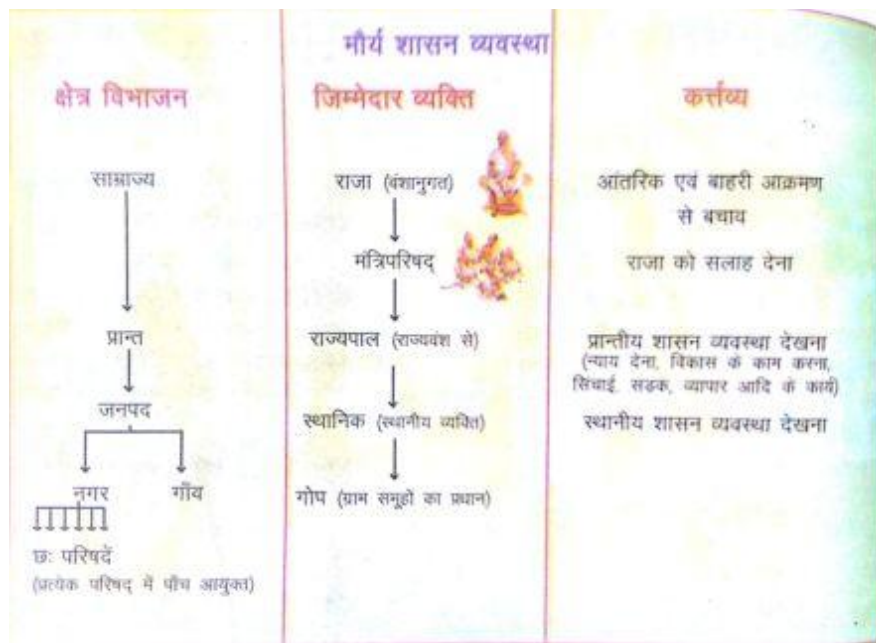 मौर्य शासन व्यवस्था
क्षेत्र विभाजन
जिम्मेदार व्यक्ति
कर्त्तव्य
साम्राज्य
राजा (वंशानुगत)
आंतरिक एवं बाहरी आक्रमण
से बचाव
मंत्रिपरिषद्
राजा को सलाह देना
प्रान्त
राज्यपाल (राज्यवंश से)
प्रान्तीय शासन व्यवस्था देखना
(न्याय देना, विकास के काम करना,
सिंचाई, सड़क, व्यापार आदि के कार्य)
जनपद
स्थानिक (स्थानीय व्यक्ति)
स्थानीय शासन व्यवस्था देखना
नगर
गाँव
गोप (ग्राम समूहों का प्रधान)
छः परिषदें
(प्रत्येक परिषद् में पाँच आयुक्त)